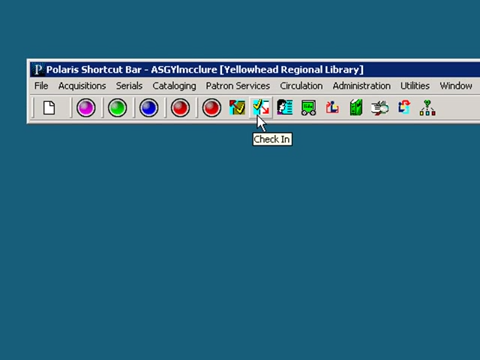 Polaris Shortcut Bar - ASGYlmcclure [Yellowhead Regional Library]
File Acquisitions Serials Cataloging Patron Services Circulation Administration Utilities Window
Check In